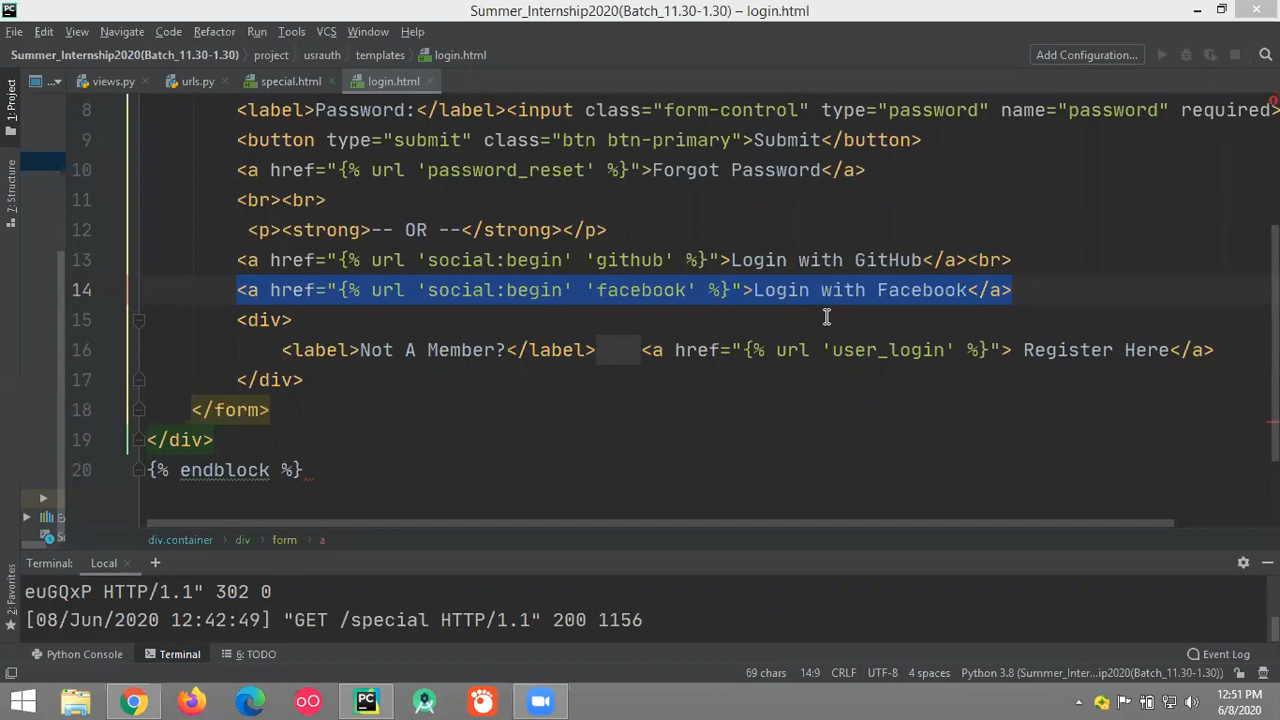 Summer_Internship2020(Batch_11.30-1.30) – login.html
File Edit View Navigate Code Refactor Run Tools VCS Window Help
Summer_Internship2020(Batch_11.30-1.30) project usrauth templates login.html Add Configuration...
... views.py urls.py special.html login.html
1: Project
7: Structure
2: Favorites
8 <label>Password:</label><input class="form-control" type="password" name="password" required>
9 <button type="submit" class="btn btn-primary">Submit</button>
10 <a href="{% url 'password_reset' %}">Forgot Password</a>
11 <br><br>
12 <p><strong>-- OR --</strong></p>
13 <a href="{% url 'social:begin' 'github' %}">Login with GitHub</a><br>
14 <a href="{% url 'social:begin' 'facebook' %}">Login with Facebook</a>
15 <div>
16 <label>Not A Member?</label> <a href="{% url 'user_login' %}"> Register Here</a>
17 </div>
18 </form>
19 </div>
20 {% endblock %}
div.container div form a
Terminal: Local +
euGQxP HTTP/1.1" 302 0
[08/Jun/2020 12:42:49] "GET /special HTTP/1.1" 200 1156
Python Console Terminal 6: TODO Event Log
69 chars 14:9 CRLF UTF-8 4 spaces Python 3.8 (Summer_Inter...ip2020(Batch_11.30-1.30))
12:51 PM
6/8/2020